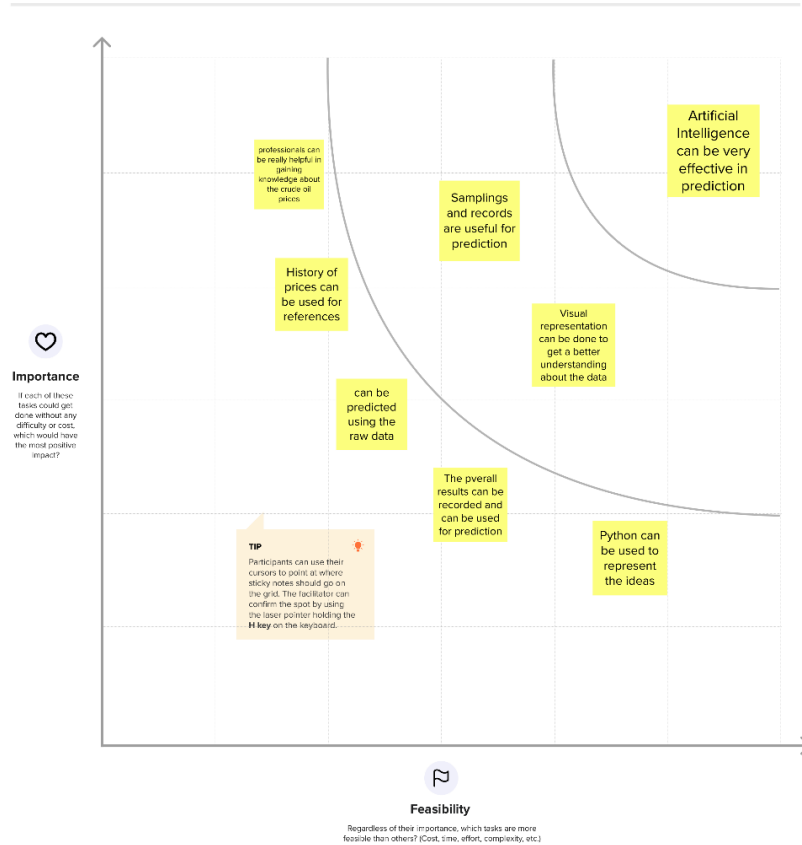 Artificial
Intelligence
can be very
effective in
prediction
professionals can
be really helpful in
gaining
knowledge about
the crude oil
prices
Samplings
and records
are useful for
prediction
History of
prices can
be used for
references
Visual
representation
can be done to
get a better
understanding
about the data
Importance
If each of these
tasks could get
done without any
difficulty or cost,
which would have
the most positive
impact?
can be
predicted
using the
raw data
The pverall
results can be
recorded and
can be used
for prediction
Python can
be used to
represent
the ideas
TIP
Participants can use their
cursors to point at where
sticky notes should go on
the grid. The facilitator can
confirm the spot by using
the laser pointer holding the
H key on the keyboard.
Feasibility
Regardless of their importance, which tasks are more
feasible than others? (Cost, time, effort, complexity, etc.)